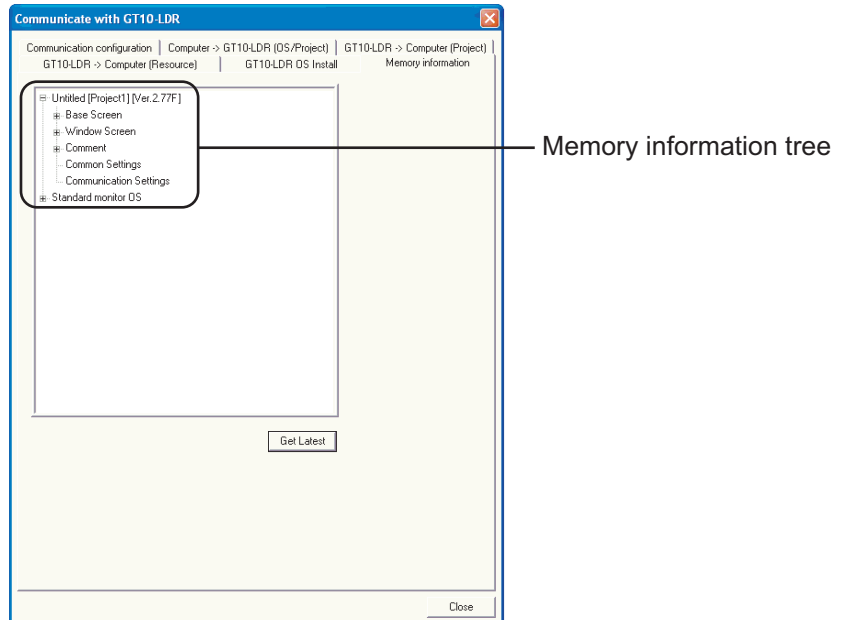 Communicate with GT10-LDR
Communication configuration | Computer -> GT10-LDR (OS/Project) | GT10-LDR -> Computer (Project)
GT10-LDR -> Computer (Resource) | GT10-LDR OS Install Memory information
Untitled [Project1] [Ver.2.77F]
Base Screen
Window Screen
Comment
Common Settings
Communication Settings
Standard monitor OS
Memory information tree
Get Latest
Close